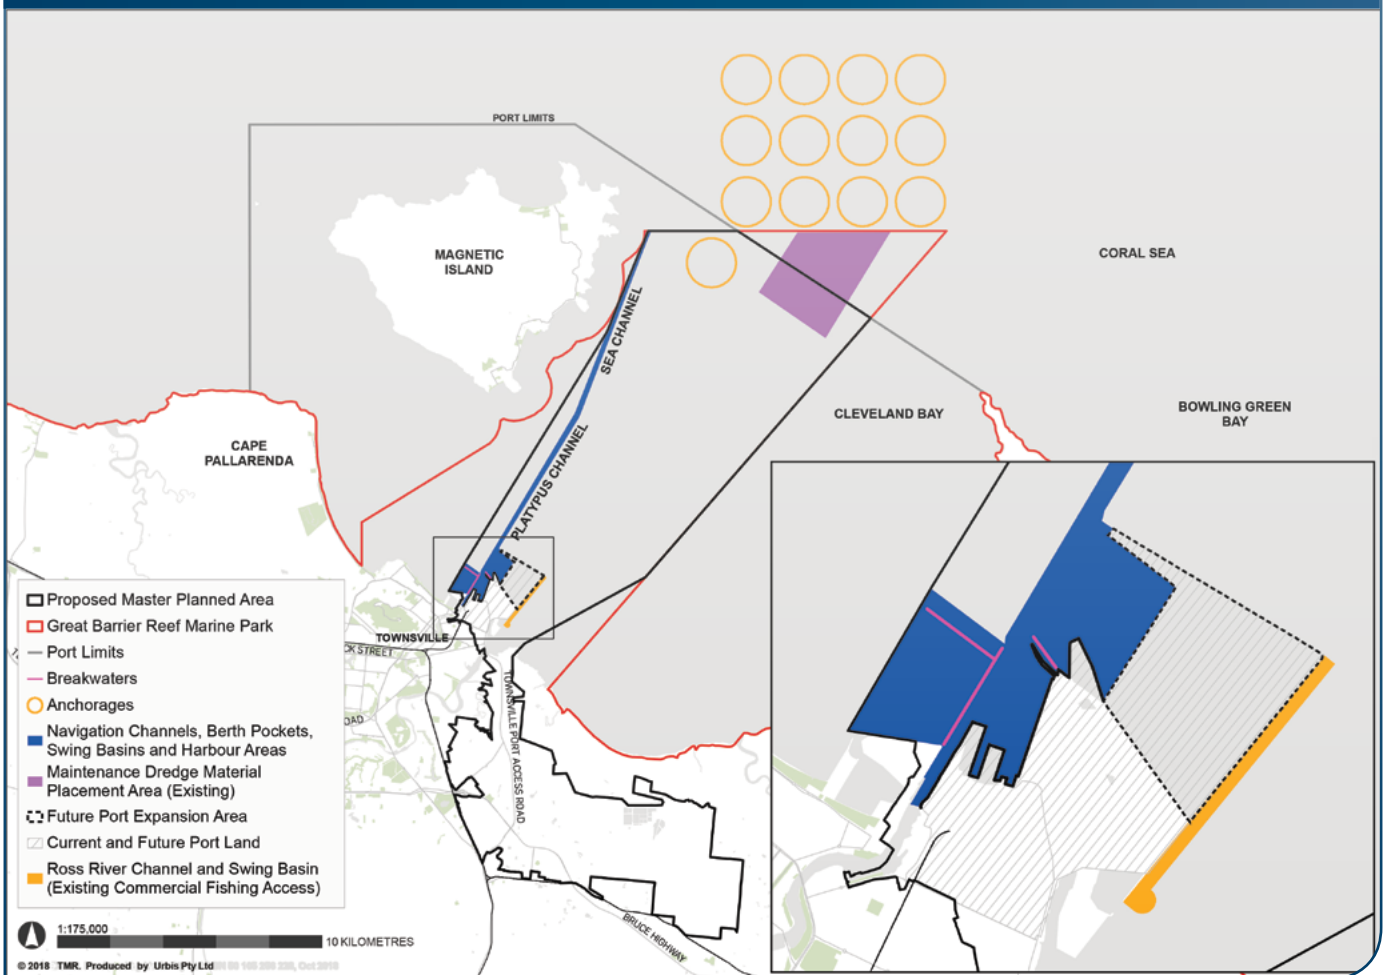 PORT LIMITS
MAGNETIC
ISLAND
CORAL SEA
SEA CHANNEL
CLEVELAND BAY
BOWLING GREEN
BAY
CAPE
PALLARENDA
PLATYPUS CHANNEL
TOWNSVILLE
CK STREET
OAD
TOWNSVILLE PORT ACCESS ROAD
BRUCE HIGHWAY
Proposed Master Planned Area
Great Barrier Reef Marine Park
Port Limits
Breakwaters
Anchorages
Navigation Channels, Berth Pockets,
Swing Basins and Harbour Areas
Maintenance Dredge Material
Placement Area (Existing)
Future Port Expansion Area
Current and Future Port Land
Ross River Channel and Swing Basin
(Existing Commercial Fishing Access)
1:175,000
10 KILOMETRES
© 2018 TMR. Produced by Urbis Pty Ltd